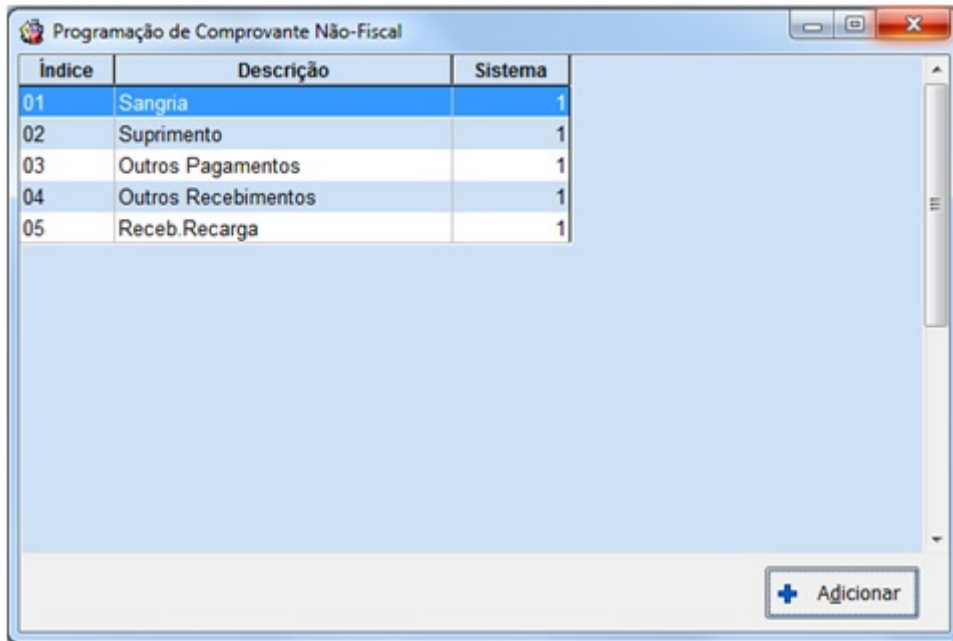 Programação de Comprovante Não-Fiscal
Índice Descrição Sistema
01 Sangria 1
02 Suprimento 1
03 Outros Pagamentos 1
04 Outros Recebimentos 1
05 Receb.Recarga 1
Adicionar